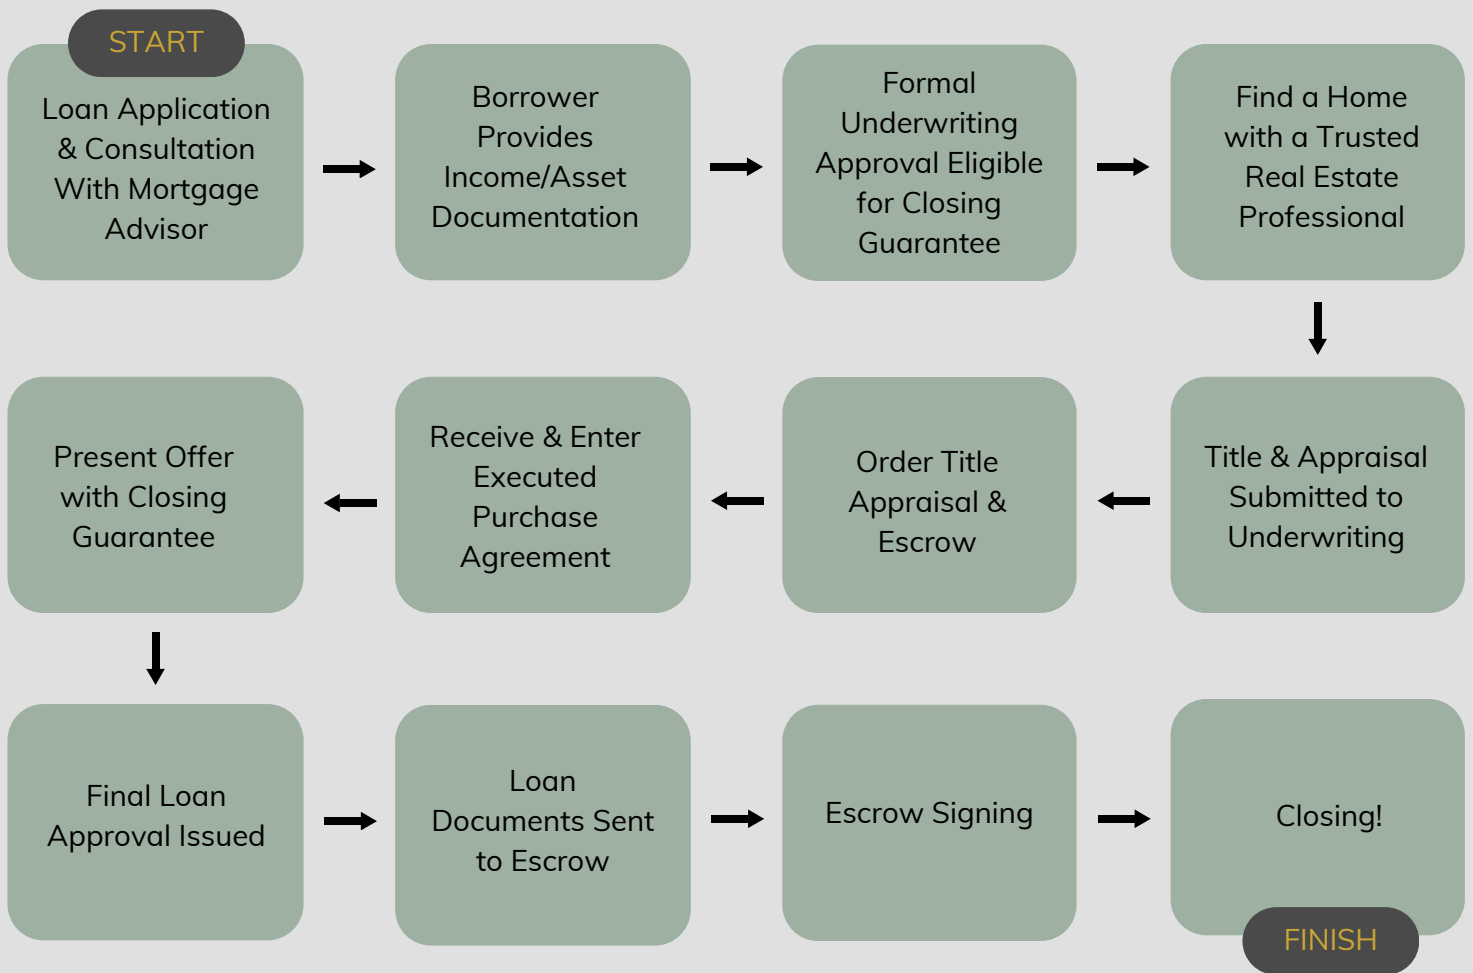 START
Loan Application
& Consultation
With Mortgage
Advisor
Borrower
Provides
Income/Asset
Documentation
Formal
Underwriting
Approval Eligible
for Closing
Guarantee
Find a Home
with a Trusted
Real Estate
Professional
Title & Appraisal
Submitted to
Underwriting
Order Title
Appraisal &
Escrow
Receive & Enter
Executed
Purchase
Agreement
Present Offer
with Closing
Guarantee
Final Loan
Approval Issued
Loan
Documents Sent
to Escrow
Escrow Signing
Closing!
FINISH